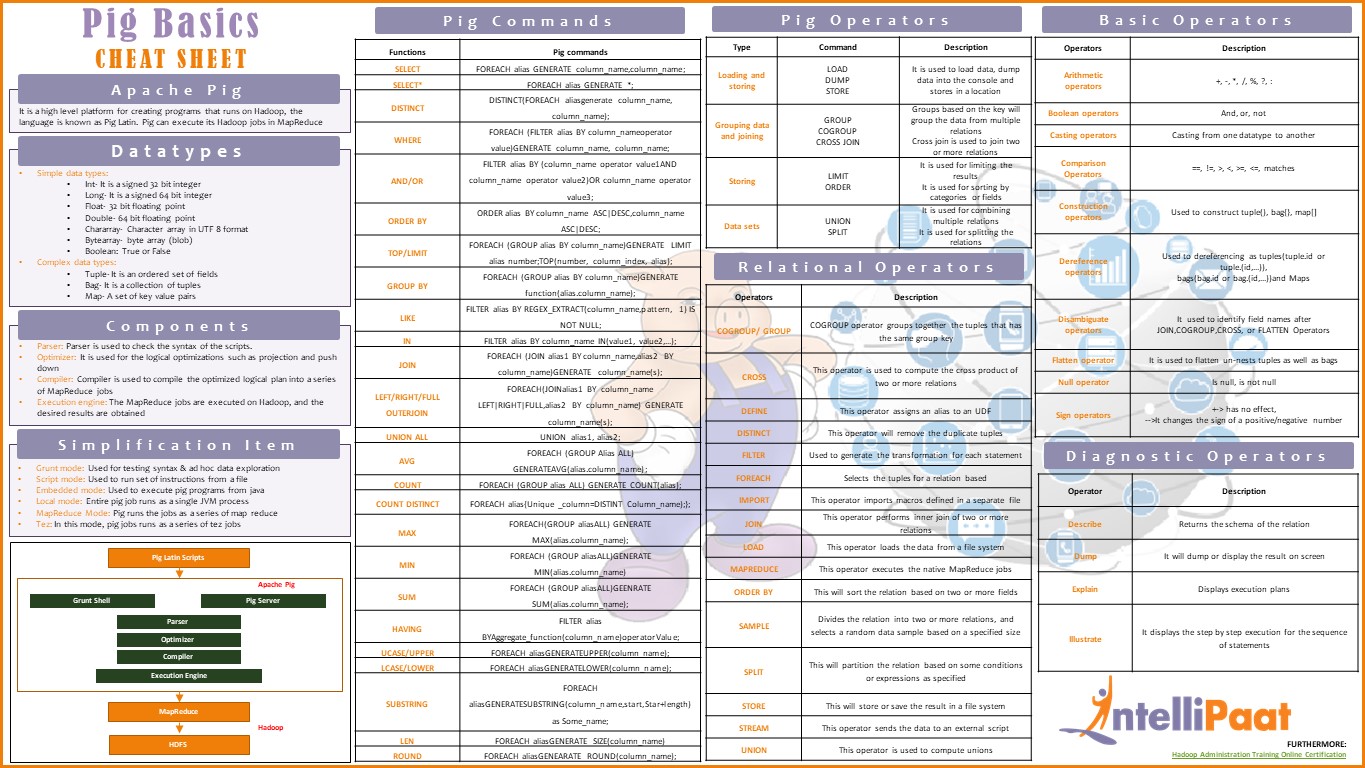 Pig Basics
CHEAT SHEET
Apache Pig
It is a high level platform for creating programs that runs on Hadoop, the
language is known as Pig Latin. Pig can execute its Hadoop jobs in MapReduce
Datatypes
• Simple data types:
• Int- It is a signed 32 bit integer
• Long- It is a signed 64 bit integer
• Float- 32 bit floating point
• Double- 64 bit floating point
• Chararray- Character array in UTF 8 format
• Bytearray- byte array (blob)
• Boolean: True or False
• Complex data types:
• Tuple- It is an ordered set of fields
• Bag- It is a collection of tuples
• Map- A set of key value pairs
Components
• Parser: Parser is used to check the syntax of the scripts.
• Optimizer: It is used for the logical optimizations such as projection and push
down
• Compiler: Compiler is used to compile the optimized logical plan into a series
of MapReduce jobs
• Execution engine: The MapReduce jobs are executed on Hadoop, and the
desired results are obtained
Simplification Item
• Grunt mode: Used for testing syntax & ad hoc data exploration
• Script mode: Used to run set of instructions from a file
• Embedded mode: Used to execute pig programs from java
• Local mode: Entire pig job runs as a single JVM process
• MapReduce Mode: Pig runs the jobs as a series of map reduce
• Tez: In this mode, pig jobs runs as a series of tez jobs
Pig Latin Scripts
Apache Pig
Grunt Shell
Pig Server
Parser
Optimizer
Compiler
Execution Engine
MapReduce
Hadoop
HDFS
Pig Commands
Functions Pig commands
SELECT FOREACH alias GENERATE column_name,column_name;
SELECT* FOREACH alias GENERATE *;
DISTINCT DISTINCT(FOREACH aliasgenerate column_name,
column_name);
WHERE FOREACH (FILTER alias BY column_nameoperator
value)GENERATE column_name, column_name;
AND/OR FILTER alias BY (column_name operator value1AND
column_name operator value2)OR column_name operator
value3;
ORDER BY ORDER alias BY column_name ASC|DESC,column_name
ASC|DESC;
TOP/LIMIT FOREACH (GROUP alias BY column_name)GENERATE LIMIT
alias number;TOP(number, column_index, alias);
GROUP BY FOREACH (GROUP alias BY column_name)GENERATE
function(alias.column_name);
LIKE FILTER alias BY REGEX_EXTRACT(column_name,pattern, 1) IS
NOT NULL;
IN FILTER alias BY column_name IN(value1, value2,...);
JOIN FOREACH (JOIN alias1 BY column_name,alias2 BY
column_name)GENERATE column_name(s);
LEFT/RIGHT/FULL
OUTERJOIN
FOREACH(JOINalias1 BY column_name
LEFT|RIGHT|FULL,alias2 BY column_name) GENERATE
column_name(s);
UNION ALL UNION alias1, alias2;
AVG FOREACH (GROUP Alias ALL)
GENERATEAVG(alias.column_name);
COUNT FOREACH (GROUP alias ALL) GENERATE COUNT(alias);
COUNT DISTINCT FOREACH alias{Unique _column=DISTINT Column_name);};
MAX FOREACH(GROUP aliasALL) GENERATE
MAX(alias.column_name);
MIN FOREACH (GROUP aliasALL)GENERATE
MIN(alias.column_name)
SUM FOREACH (GROUP aliasALL)GEENRATE
SUM(alias.column_name);
HAVING FILTER alias
BYAggregate_function(column_name)operatorValue;
UCASE/UPPER FOREACH aliasGENERATEUPPER(column_name);
LCASE/LOWER FOREACH aliasGENERATELOWER(column_name);
SUBSTRING FOREACH
aliasGENERATESUBSTRING(column_name,start,Star+length)
as Some_name;
LEN FOREACH aliasGENERATE SIZE(column_name)
ROUND FOREACH aliasGENEARATE ROUND(column_name);
Pig Operators
Type Command Description
Loading and
storing
LOAD
DUMP
STORE
It is used to load data, dump
data into the console and
stores in a location
Grouping data
and joining
GROUP
COGROUP
CROSS JOIN
Groups based on the key will
group the data from multiple
relations
Cross join is used to join two
or more relations
Storing
LIMIT
ORDER
It is used for limiting the
results
It is used for sorting by
categories or fields
Data sets
UNION
SPLIT
It is used for combining
multiple relations
It is used for splitting the
relations
Relational Operators
Operators Description
COGROUP/ GROUP COGROUP operator groups together the tuples that has
the same group key
CROSS This operator is used to compute the cross product of
two or more relations
DEFINE This operator assigns an alias to an UDF
DISTINCT This operator will remove the duplicate tuples
FILTER Used to generate the transformation for each statement
FOREACH Selects the tuples for a relation based
IMPORT This operator imports macros defined in a separate file
JOIN This operator performs inner join of two or more
relations
LOAD This operator loads the data from a file system
MAPREDUCE This operator executes the native MapReduce jobs
ORDER BY This will sort the relation based on two or more fields
SAMPLE Divides the relation into two or more relations, and
selects a random data sample based on a specified size
SPLIT This will partition the relation based on some conditions
or expressions as specified
STORE This will store or save the result in a file system
STREAM This operator sends the data to an external script
UNION This operator is used to compute unions
Basic Operators
Operators Description
Arithmetic
operators
+, -, *, /, %, ?, :
Boolean operators And, or, not
Casting operators Casting from one datatype to another
Comparison
Operators
==, !=, >, <, >=, <=, matches
Construction
operators
Used to construct tuple(), bag{}, map[]
Dereference
operators
Used to dereferencing as tuples(tuple.id or
tuple.(id,...)),
bags(bag.id or bag.(id,...))and Maps
Disambiguate
operators
It used to identify field names after
JOIN,COGROUP,CROSS, or FLATTEN Operators
Flatten operator It is used to flatten un-nests tuples as well as bags
Null operator Is null, is not null
Sign operators +-> has no effect,
-->It changes the sign of a positive/negative number
Diagnostic Operators
Operator Description
Describe Returns the schema of the relation
Dump It will dump or display the result on screen
Explain Displays execution plans
Illustrate It displays the step by step execution for the sequence
of statements
IntelliPaat
FURTHERMORE:
Hadoop Administration Training Online Certification